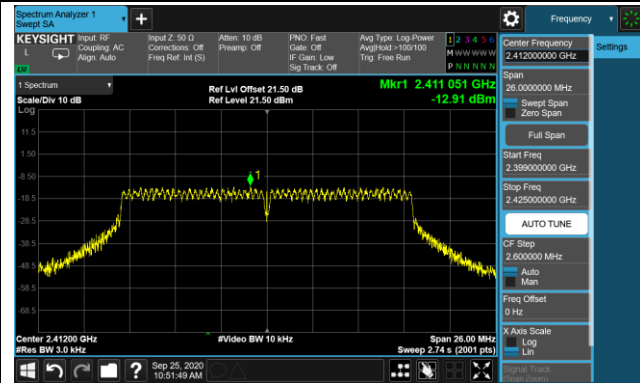 Spectrum Analyzer 1
Swept SA
Frequency
KEYSIGHT
L
LXI
Input: RF
Coupling: AC
Align: Auto
Input Z: 50 Ω
Corrections: Off
Freq Ref: Int (S)
Atten: 10 dB
Preamp: Off
PNO: Fast
Gate: Off
IF Gain: Low
Sig Track: Off
Avg Type: Log-Power
Avg|Hold:>100/100
Trig: Free Run
1 2 3 4 5 6
M W W W W W
P N N N N N
1 Spectrum
Scale/Div 10 dB
Log
Ref Lvl Offset 21.50 dB
Ref Level 21.50 dBm
Mkr1 2.411 051 GHz
-12.91 dBm
11.5
1.50
-8.50
-18.5
-28.5
-38.5
-48.5
-58.5
-68.5
1
Center 2.41200 GHz
#Res BW 3.0 kHz
#Video BW 10 kHz
Span 26.00 MHz
Sweep 2.74 s (2001 pts)
Sep 25, 2020
10:51:49 AM
Center Frequency
2.412000000 GHz
Settings
Span
26.0000000 MHz
Swept Span
Zero Span
Full Span
Start Freq
2.399000000 GHz
Stop Freq
2.425000000 GHz
AUTO TUNE
CF Step
2.600000 MHz
Auto
Man
Freq Offset
0 Hz
X Axis Scale
Log
Lin
Signal Track
(Span Zoom)